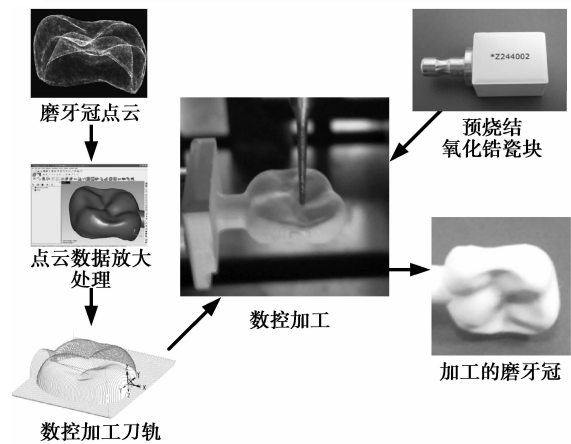 磨牙冠点云
*Z244002
预烧结
氧化锆瓷块
点云数据放大
处理
数控加工
加工的磨牙冠
数控加工刀轨